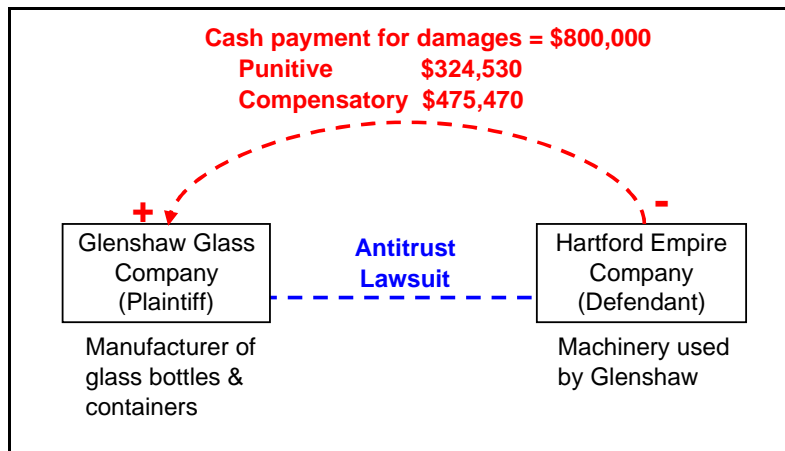 Cash payment for damages = $800,000
Punitive $324,530
Compensatory $475,470
+
-
Glenshaw Glass
Company
(Plaintiff)
Antitrust
Lawsuit
Hartford Empire
Company
(Defendant)
Manufacturer of
glass bottles &
containers
Machinery used
by Glenshaw